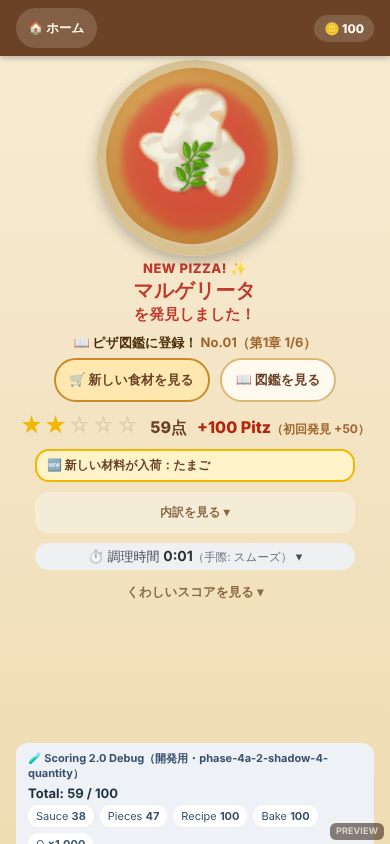 🏠 ホーム
🪙 100
NEW PIZZA! ✨
マルゲリータ
を発見しました！
📖 ピザ図鑑に登録！ No.01（第1章 1/6）
🛒 新しい食材を見る
📖 図鑑を見る
★★☆☆☆ 59点 +100 Pitz（初回発見 +50）
🆕 新しい材料が入荷：たまご
内訳を見る ▾
⏱️ 調理時間 0:01（手際: スムーズ） ▾
くわしいスコアを見る ▾
🧪 Scoring 2.0 Debug（開発用・phase-4a-2-shadow-4-
quantity）
Total: 59 / 100
Sauce 38
Pieces 47
Recipe 100
Bake 100
PREVIEW